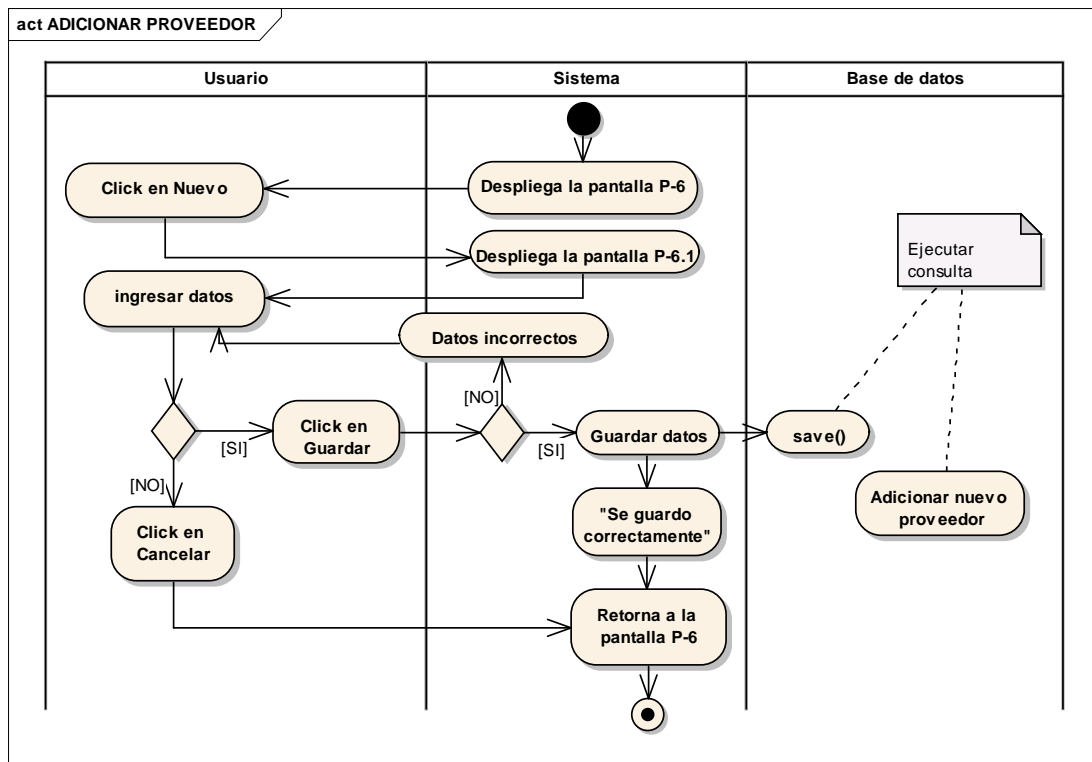 act ADICIONAR PROVEEDOR
Usuario
Sistema
Base de datos
Click en Nuevo
Despliega la pantalla P-6
Despliega la pantalla P-6.1
Ejecutar
consulta
ingresar datos
Datos incorrectos
[NO]
Click en
Guardar
[SI]
Guardar datos
[SI]
save()
[NO]
Click en
Cancelar
"Se guardo
correctamente"
Adicionar nuevo
proveedor
Retorna a la
pantalla P-6